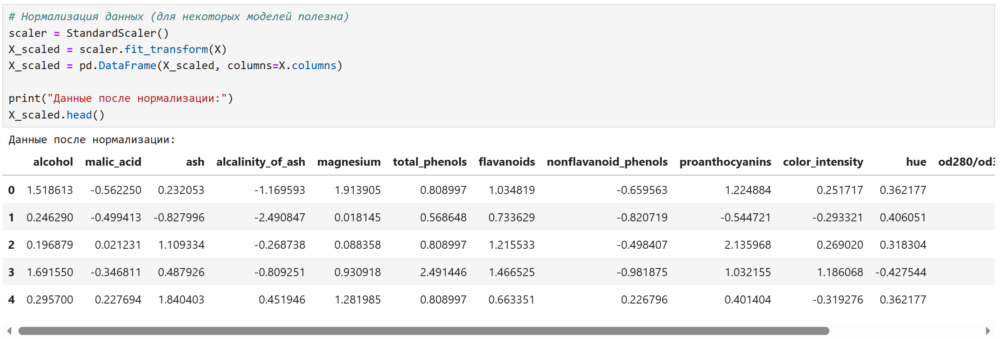 # Нормализация данных (для некоторых моделей полезна)
scaler = StandardScaler()
X_scaled = scaler.fit_transform(X)
X_scaled = pd.DataFrame(X_scaled, columns=X.columns)
print("Данные после нормализации:")
X_scaled.head()
Данные после нормализации:
alcohol malic_acid ash alcalinity_of_ash magnesium total_phenols flavanoids nonflavanoid_phenols proanthocyanins color_intensity hue
0 1.518613 -0.562250 0.232053 -1.169593 1.913905 0.808997 1.034819 -0.659563 1.224884 0.251717 0.362177
1 0.246290 -0.499413 -0.827996 -2.490847 0.018145 0.568648 0.733629 -0.820719 -0.544721 -0.293321 0.406051
2 0.196879 0.021231 1.109334 -0.268738 0.088358 0.808997 1.215533 -0.498407 2.135968 0.269020 0.318304
3 1.691550 -0.346811 0.487926 -0.809251 0.930918 2.491446 1.466525 -0.981875 1.032155 1.186068 -0.427544
4 0.295700 0.227694 1.840403 0.451946 1.281985 0.808997 0.663351 0.226796 0.401404 -0.319276 0.362177